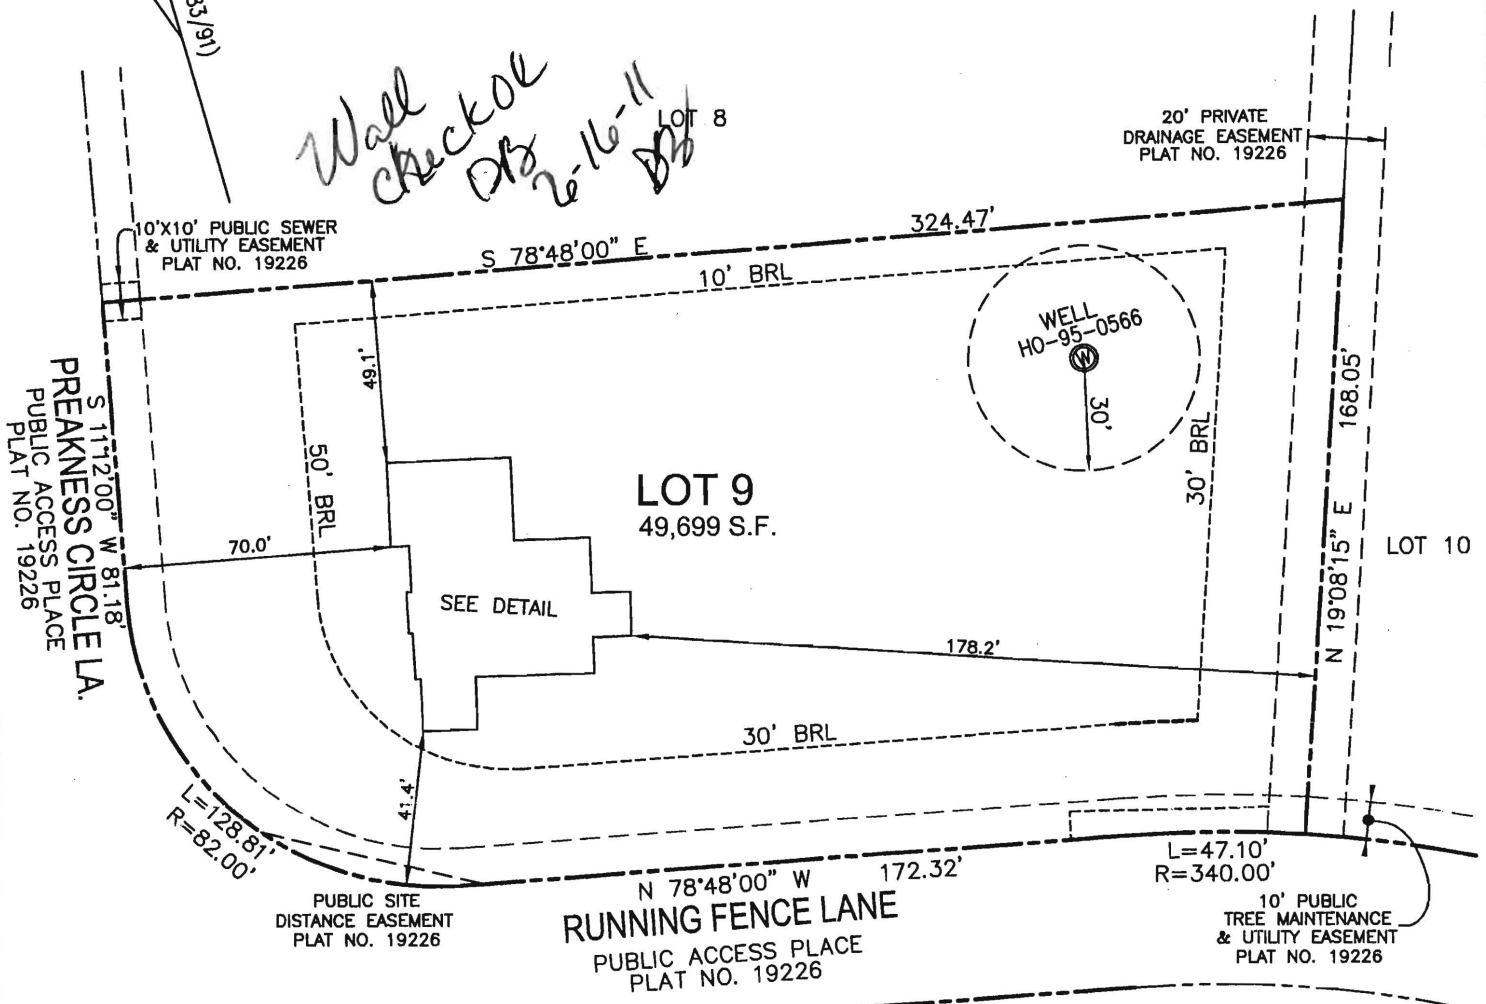 33/91)
Wall
check OK
DB
LOT 8
20' PRIVATE
DRAINAGE EASEMENT
PLAT NO. 19226
10'X10' PUBLIC SEWER
& UTILITY EASEMENT
PLAT NO. 19226
S 78°48'00" E
324.47'
10' BRL
WELL
HO-95-0566
W
30'
49.1'
168.05'
N 19°08'15" E
S 11°12'00" W 81.18'
PREAKNESS CIRCLE LA.
PUBLIC ACCESS PLACE
PLAT NO. 19226
50' BRL
30' BRL
LOT 9
49,699 S.F.
LOT 10
70.0'
SEE DETAIL
178.2'
30' BRL
41.4'
L=128.81'
R=82.00'
L=47.10'
R=340.00'
N 78°48'00" W
172.32'
RUNNING FENCE LANE
PUBLIC ACCESS PLACE
PLAT NO. 19226
PUBLIC SITE
DISTANCE EASEMENT
PLAT NO. 19226
10' PUBLIC
TREE MAINTENANCE
& UTILITY EASEMENT
PLAT NO. 19226